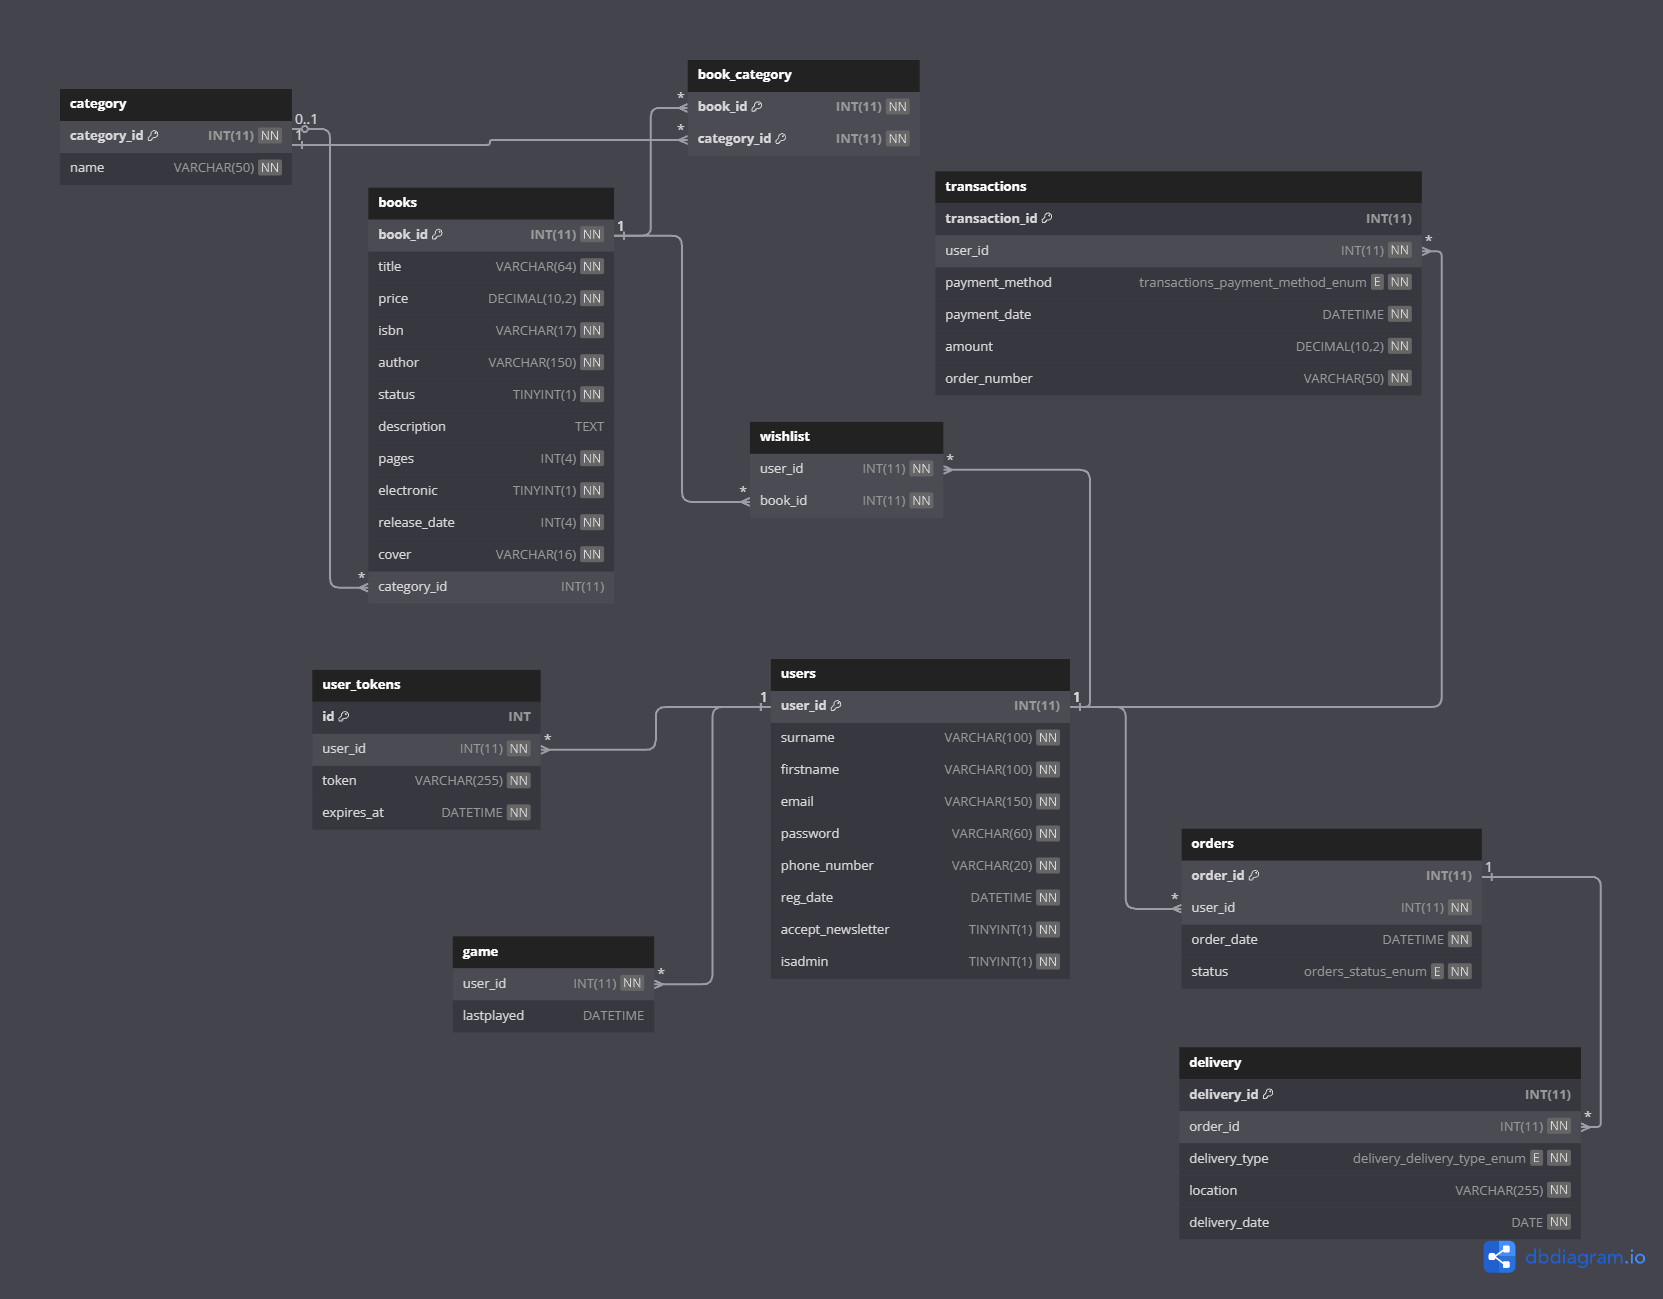 category
category_id INT(11) NN
name VARCHAR(50) NN
0..1
1
book_category
book_id INT(11) NN
category_id INT(11) NN
*
*
books
book_id INT(11) NN
title VARCHAR(64) NN
price DECIMAL(10,2) NN
isbn VARCHAR(17) NN
author VARCHAR(150) NN
status TINYINT(1) NN
description TEXT
pages INT(4) NN
electronic TINYINT(1) NN
release_date INT(4) NN
cover VARCHAR(16) NN
category_id INT(11)
1
*
transactions
transaction_id INT(11)
user_id INT(11) NN
payment_method transactions_payment_method_enum E NN
payment_date DATETIME NN
amount DECIMAL(10,2) NN
order_number VARCHAR(50) NN
*
wishlist
user_id INT(11) NN
book_id INT(11) NN
*
*
user_tokens
id INT
user_id INT(11) NN
token VARCHAR(255) NN
expires_at DATETIME NN
*
users
user_id INT(11)
surname VARCHAR(100) NN
firstname VARCHAR(100) NN
email VARCHAR(150) NN
password VARCHAR(60) NN
phone_number VARCHAR(20) NN
reg_date DATETIME NN
accept_newsletter TINYINT(1) NN
isadmin TINYINT(1) NN
1
1
game
user_id INT(11) NN
lastplayed DATETIME
*
orders
order_id INT(11)
user_id INT(11) NN
order_date DATETIME NN
status orders_status_enum E NN
1
*
delivery
delivery_id INT(11)
order_id INT(11) NN
delivery_type delivery_delivery_type_enum E NN
location VARCHAR(255) NN
delivery_date DATE NN
*
dbdiagram.io